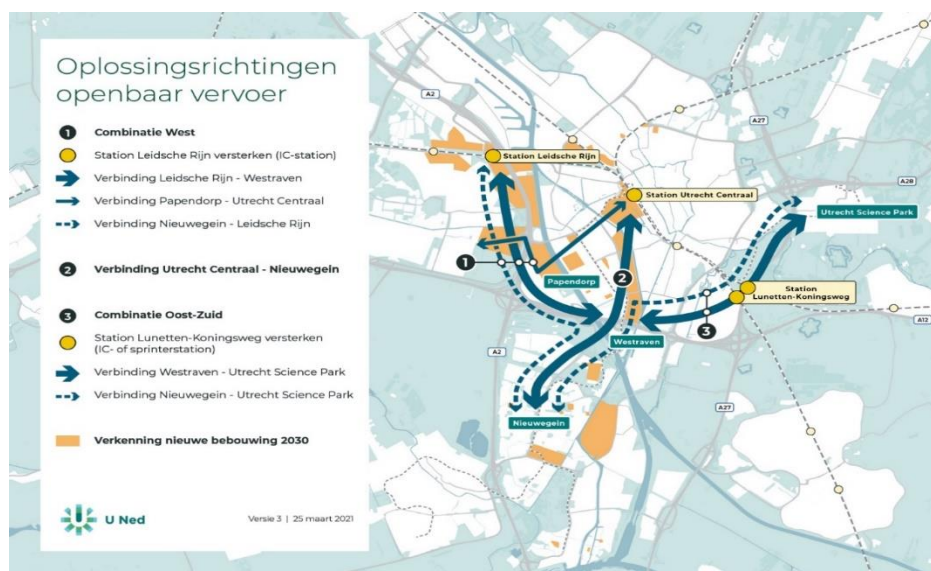 Oplossingsrichtingen
openbaar vervoer
1 Combinatie West
Station Leidsche Rijn versterken (IC-station)
Verbinding Leidsche Rijn - Westraven
Verbinding Papendorp - Utrecht Centraal
Verbinding Nieuwegein - Leidsche Rijn
2 Verbinding Utrecht Centraal - Nieuwegein
3 Combinatie Oost-Zuid
Station Lunetten-Koningsweg versterken
(IC- of sprinterstation)
Verbinding Westraven - Utrecht Science Park
Verbinding Nieuwegein - Utrecht Science Park
Verkenning nieuwe bebouwing 2030
U Ned
Versie 3 | 25 maart 2021
A2
A27
Station Leidsche Rijn
A28
Station Utrecht Centraal
Utrecht Science Park
1
Papendorp
2
Station
Lunetten-Koningsweg
3
A12
Westraven
A2
A27
Nieuwegein